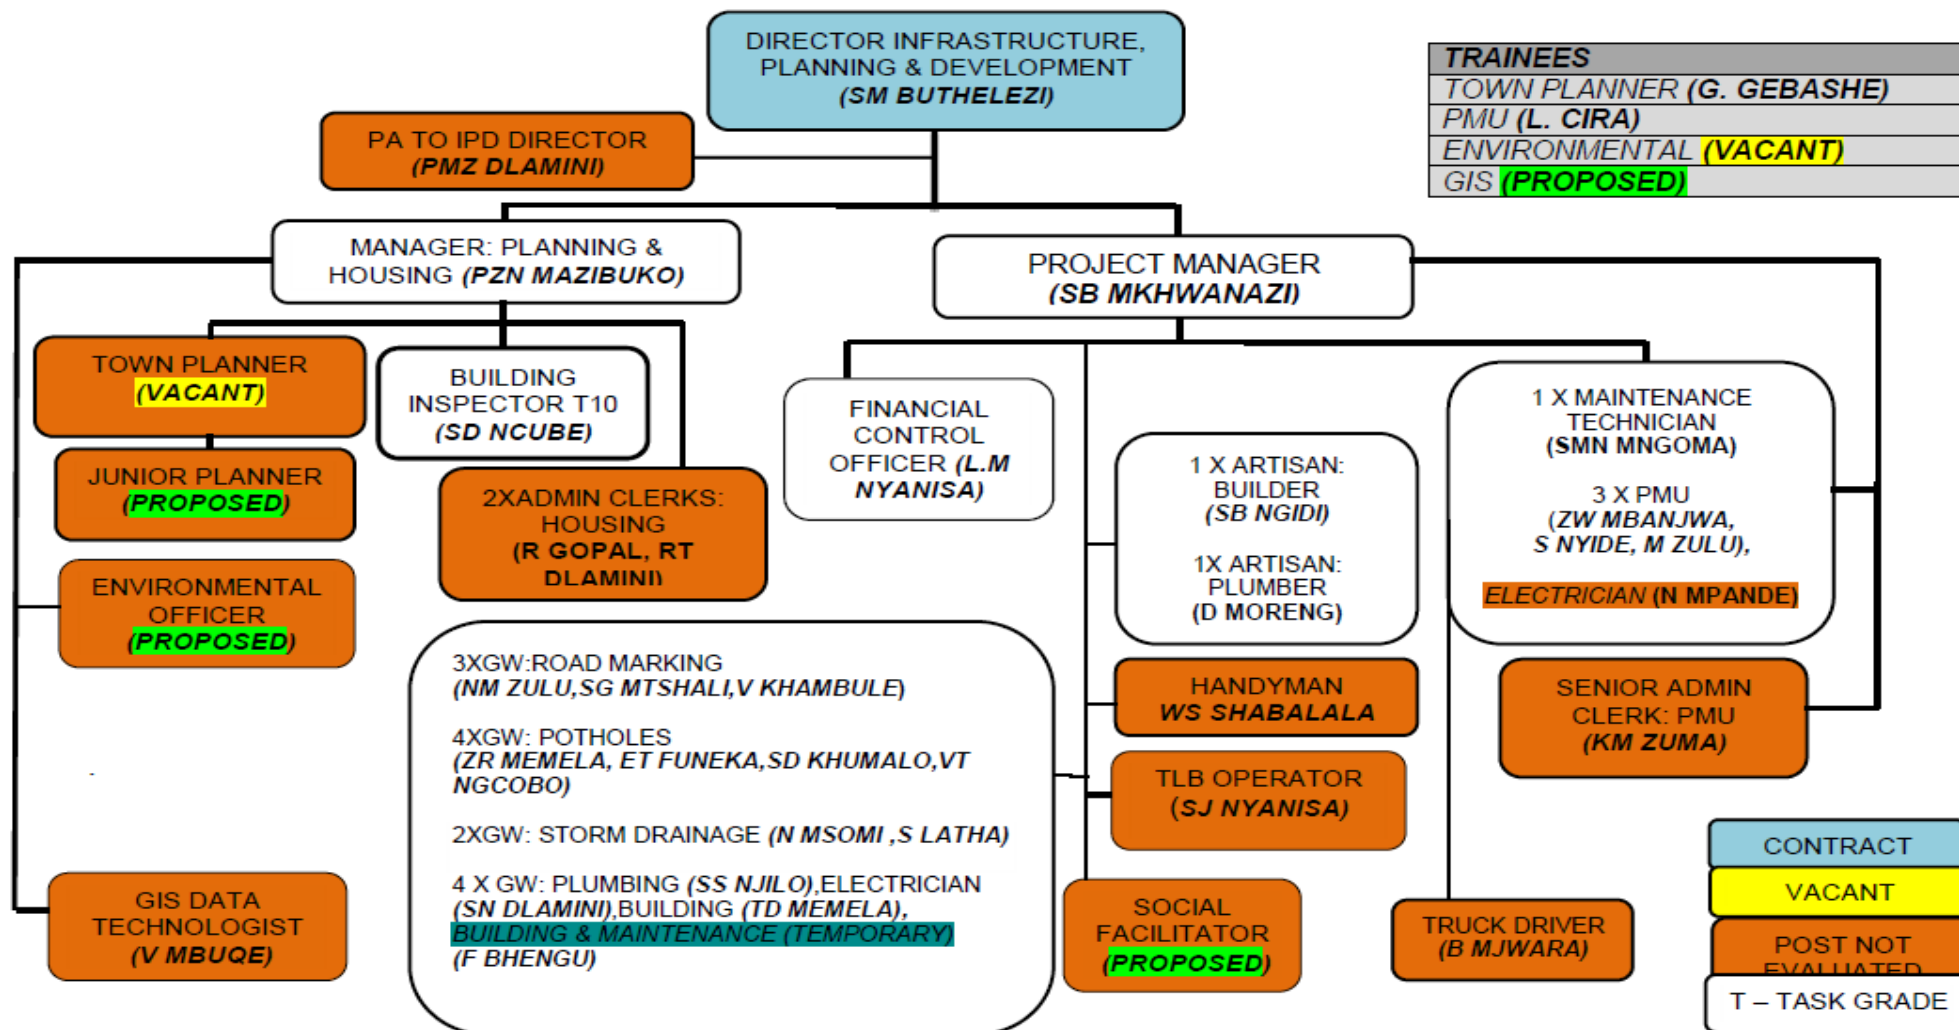 DIRECTOR INFRASTRUCTURE,
PLANNING & DEVELOPMENT
(SM BUTHELEZI)
TRAINEES
TOWN PLANNER (G. GEBASHE)
PMU (L. CIRA)
ENVIRONMENTAL (VACANT)
GIS (PROPOSED)
PA TO IPD DIRECTOR
(PMZ DLAMINI)
MANAGER: PLANNING &
HOUSING (PZN MAZIBUKO)
PROJECT MANAGER
(SB MKHWANAZI)
TOWN PLANNER
(VACANT)
JUNIOR PLANNER
(PROPOSED)
ENVIRONMENTAL
OFFICER
(PROPOSED)
GIS DATA
TECHNOLOGIST
(V MBUQE)
BUILDING
INSPECTOR T10
(SD NCUBE)
2XADMIN CLERKS:
HOUSING
(R GOPAL, RT
DLAMINI)
FINANCIAL
CONTROL
OFFICER (L.M
NYANISA)
1 X ARTISAN:
BUILDER
(SB NGIDI)
1X ARTISAN:
PLUMBER
(D MORENG)
1 X MAINTENANCE
TECHNICIAN
(SMN MNGOMA)
3 X PMU
(ZW MBANJWA,
S NYIDE, M ZULU),
ELECTRICIAN (N MPANDE)
3XGW:ROAD MARKING
(NM ZULU,SG MTSHALI,V KHAMBULE)
4XGW: POTHOLES
(ZR MEMELA, ET FUNEKA,SD KHUMALO,VT
NGCOBO)
2XGW: STORM DRAINAGE (N MSOMI ,S LATHA)
4 X GW: PLUMBING (SS NJILO),ELECTRICIAN
(SN DLAMINI),BUILDING (TD MEMELA),
BUILDING & MAINTENANCE (TEMPORARY)
(F BHENGU)
HANDYMAN
WS SHABALALA
TLB OPERATOR
(SJ NYANISA)
SOCIAL
FACILITATOR
(PROPOSED)
SENIOR ADMIN
CLERK: PMU
(KM ZUMA)
TRUCK DRIVER
(B MJWARA)
CONTRACT
VACANT
POST NOT
EVALUATED
T – TASK GRADE